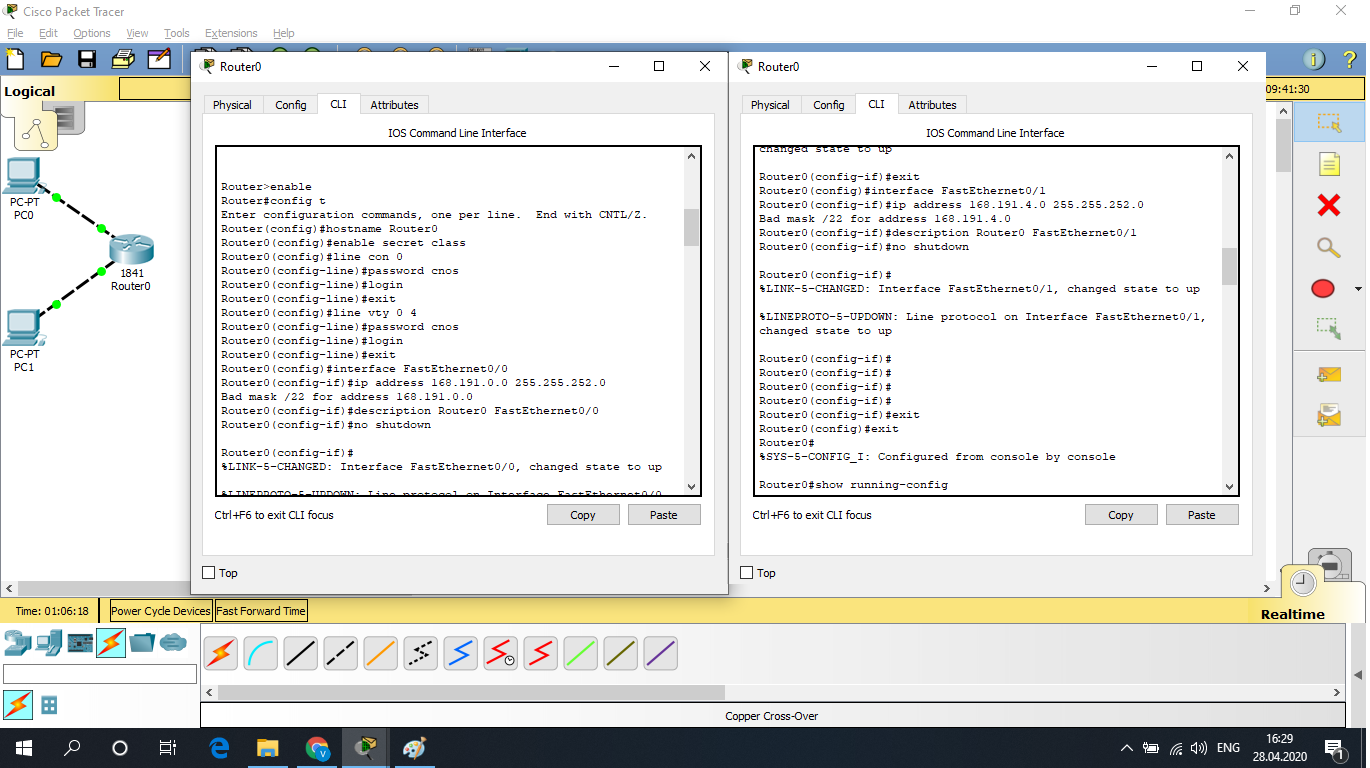 Cisco Packet Tracer
File Edit Options View Tools Extensions Help
Logical
09:41:30
PC-PT
PC0
1841
Router0
PC-PT
PC1
Router0
Physical Config CLI Attributes
IOS Command Line Interface
Router>enable
Router#config t
Enter configuration commands, one per line.  End with CNTL/Z.
Router(config)#hostname Router0
Router0(config)#enable secret class
Router0(config)#line con 0
Router0(config-line)#password cnos
Router0(config-line)#login
Router0(config-line)#exit
Router0(config)#line vty 0 4
Router0(config-line)#password cnos
Router0(config-line)#login
Router0(config-line)#exit
Router0(config)#interface FastEthernet0/0
Router0(config-if)#ip address 168.191.0.0 255.255.252.0
Bad mask /22 for address 168.191.0.0
Router0(config-if)#description Router0 FastEthernet0/0
Router0(config-if)#no shutdown
Router0(config-if)#
%LINK-5-CHANGED: Interface FastEthernet0/0, changed state to up
%LINEPROTO-5-UPDOWN: Line protocol on Interface FastEthernet0/0,
Ctrl+F6 to exit CLI focus
Copy Paste
Top
Router0
Physical Config CLI Attributes
IOS Command Line Interface
changed state to up
Router0(config-if)#exit
Router0(config)#interface FastEthernet0/1
Router0(config-if)#ip address 168.191.4.0 255.255.252.0
Bad mask /22 for address 168.191.4.0
Router0(config-if)#description Router0 FastEthernet0/1
Router0(config-if)#no shutdown
Router0(config-if)#
%LINK-5-CHANGED: Interface FastEthernet0/1, changed state to up
%LINEPROTO-5-UPDOWN: Line protocol on Interface FastEthernet0/1,
changed state to up
Router0(config-if)#
Router0(config-if)#
Router0(config-if)#
Router0(config-if)#
Router0(config-if)#exit
Router0(config)#exit
Router0#
%SYS-5-CONFIG_I: Configured from console by console
Router0#show running-config
Ctrl+F6 to exit CLI focus
Copy Paste
Top
Time: 01:06:18 Power Cycle Devices Fast Forward Time
Realtime
Copper Cross-Over
ENG
16:29
28.04.2020
1